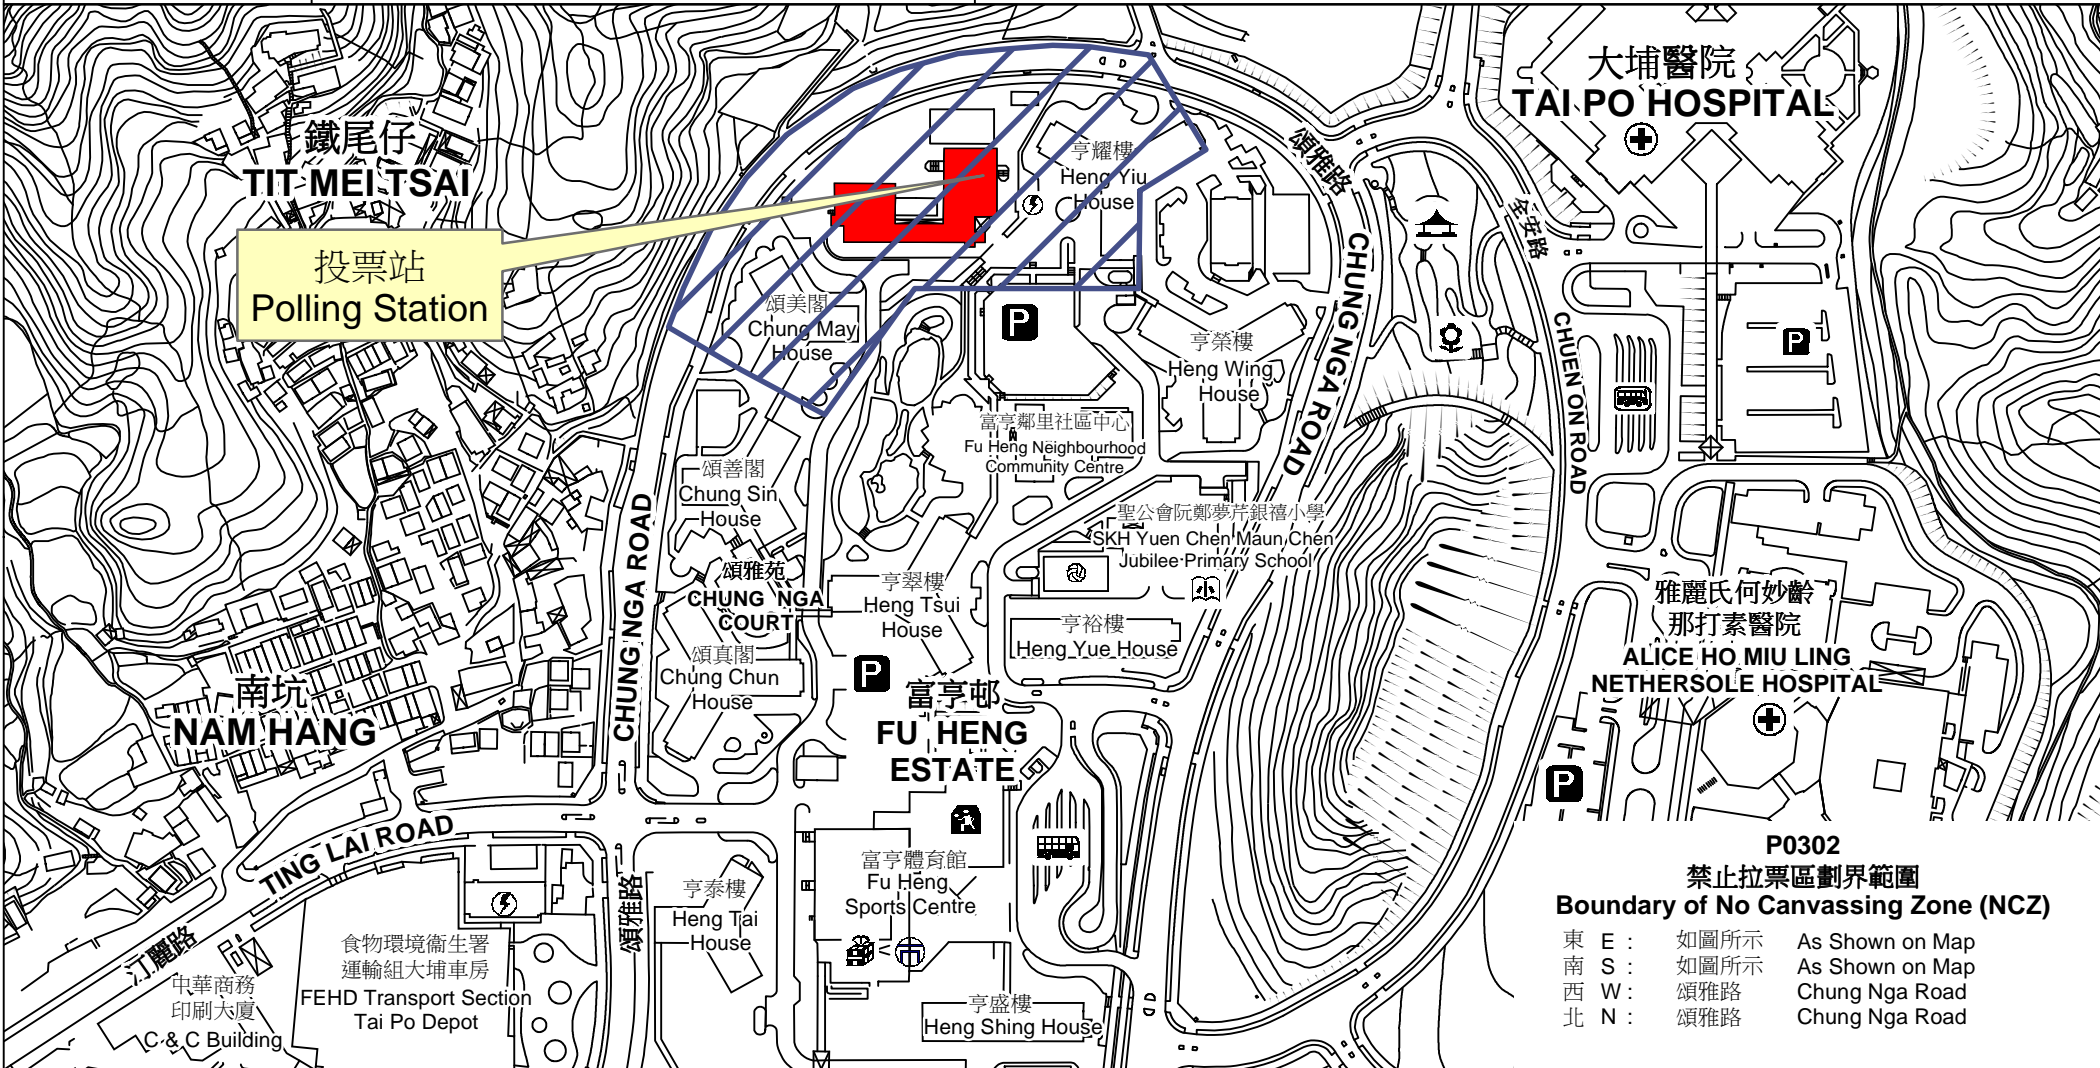 大埔醫院
TAI PO HOSPITAL
鐵尾仔
TIT MEI TSAI
投票站
Polling Station
亨耀樓
Heng Yiu
House
頌雅路
全安路
頌美閣
Chung May
House
CHUNG NGA ROAD
P
P
亨榮樓
Heng Wing
House
CHUEN ON ROAD
富亨鄰里社區中心
Fu Heng Neighbourhood
Community Centre
頌善閣
Chung Sin
House
CHUNG NGA ROAD
聖公會阮鄭夢芹銀禧小學
SKH Yuen Chen Maun Chen
Jubilee Primary School
頌雅苑
CHUNG NGA
COURT
亨翠樓
Heng Tsui
House
亨裕樓
Heng Yue House
雅麗氏何妙齡
那打素醫院
ALICE HO MIU LING
NETHERSOLE HOSPITAL
頌真閣
Chung Chun
House
P
南坑
NAM HANG
富亨邨
FU HENG
ESTATE
P
TING LAI ROAD
汀麗路
頌雅路
亨泰樓
Heng Tai
House
富亨體育館
Fu Heng
Sports Centre
食物環境衞生署
運輸組大埔車房
FEHD Transport Section
Tai Po Depot
中華商務
印刷大廈
C & C Building
亨盛樓
Heng Shing House
P0302
禁止拉票區劃界範圍
Boundary of No Canvassing Zone (NCZ)
東 E : 如圖所示 As Shown on Map
南 S : 如圖所示 As Shown on Map
西 W : 頌雅路 Chung Nga Road
北 N : 頌雅路 Chung Nga Road